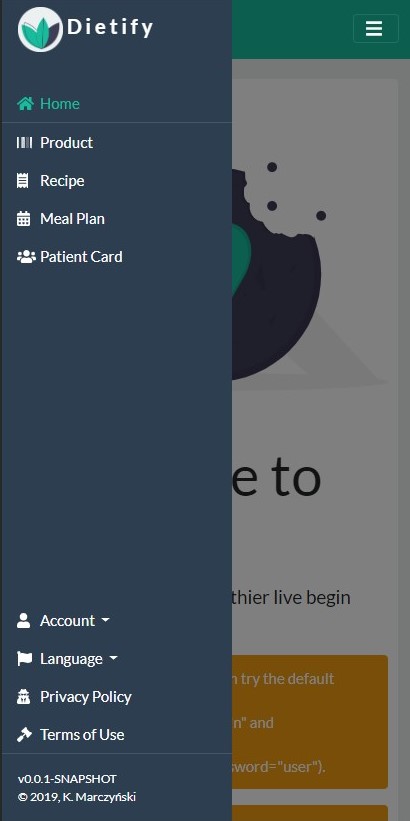 Dietify
Home
Product
Recipe
Meal Plan
Patient Card
e to
thier live begin
Account
Language
Privacy Policy
Terms of Use
n try the default
n" and
sword="user").
v0.0.1-SNAPSHOT
© 2019, K. Marczyński